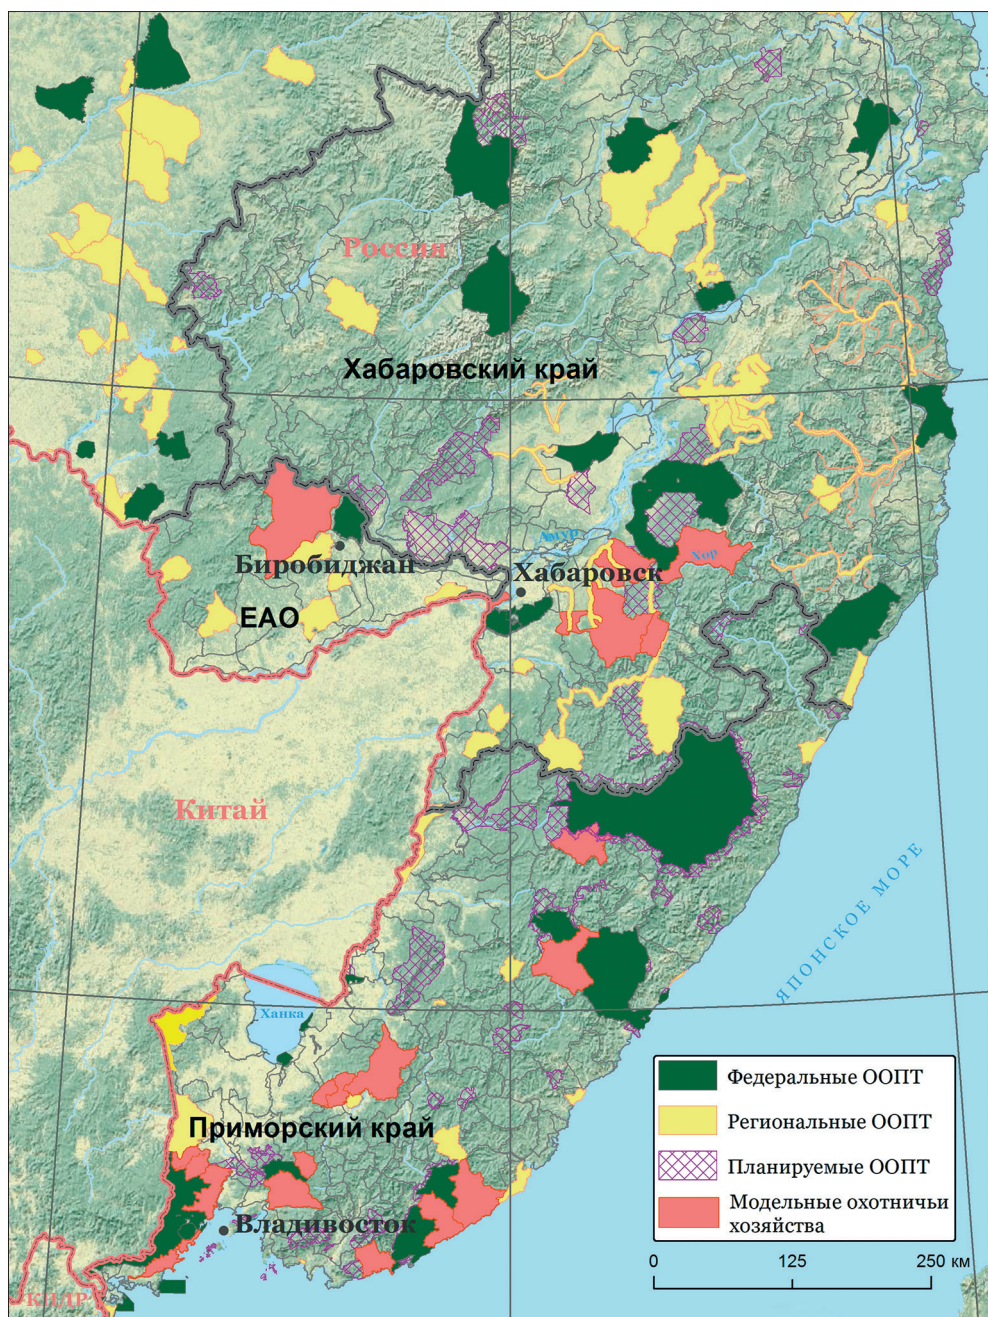 Россия
Хабаровский край
Амур
Хор
Биробиджан
Хабаровск
ЕАО
Китай
ЯПОНСКОЕ МОРЕ
Ханка
Приморский край
Владивосток
КНДР
Федеральные ООПТ
Региональные ООПТ
Планируемые ООПТ
Модельные охотничьи
хозяйства
0 125 250 км